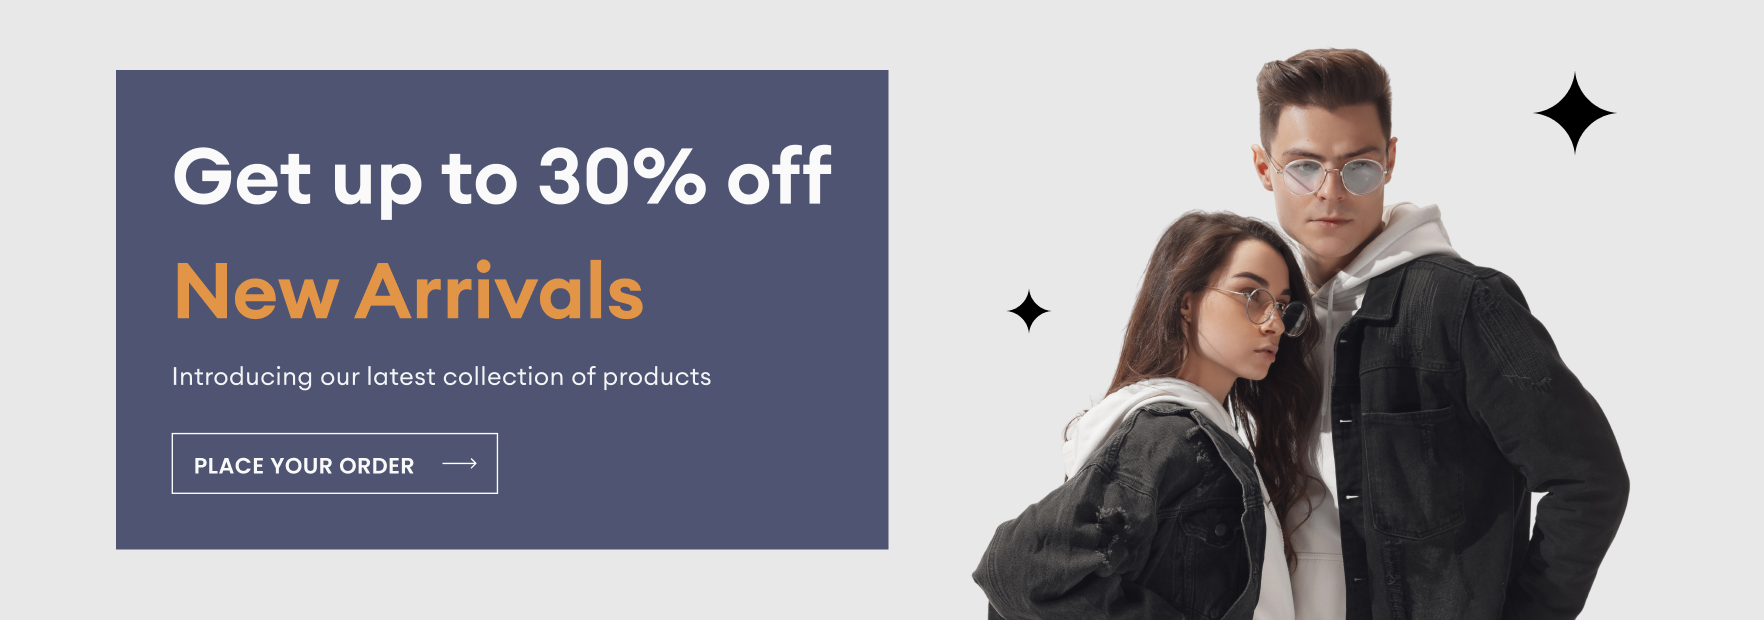 Get up to 30% off
New Arrivals
Introducing our latest collection of products
PLACE YOUR ORDER